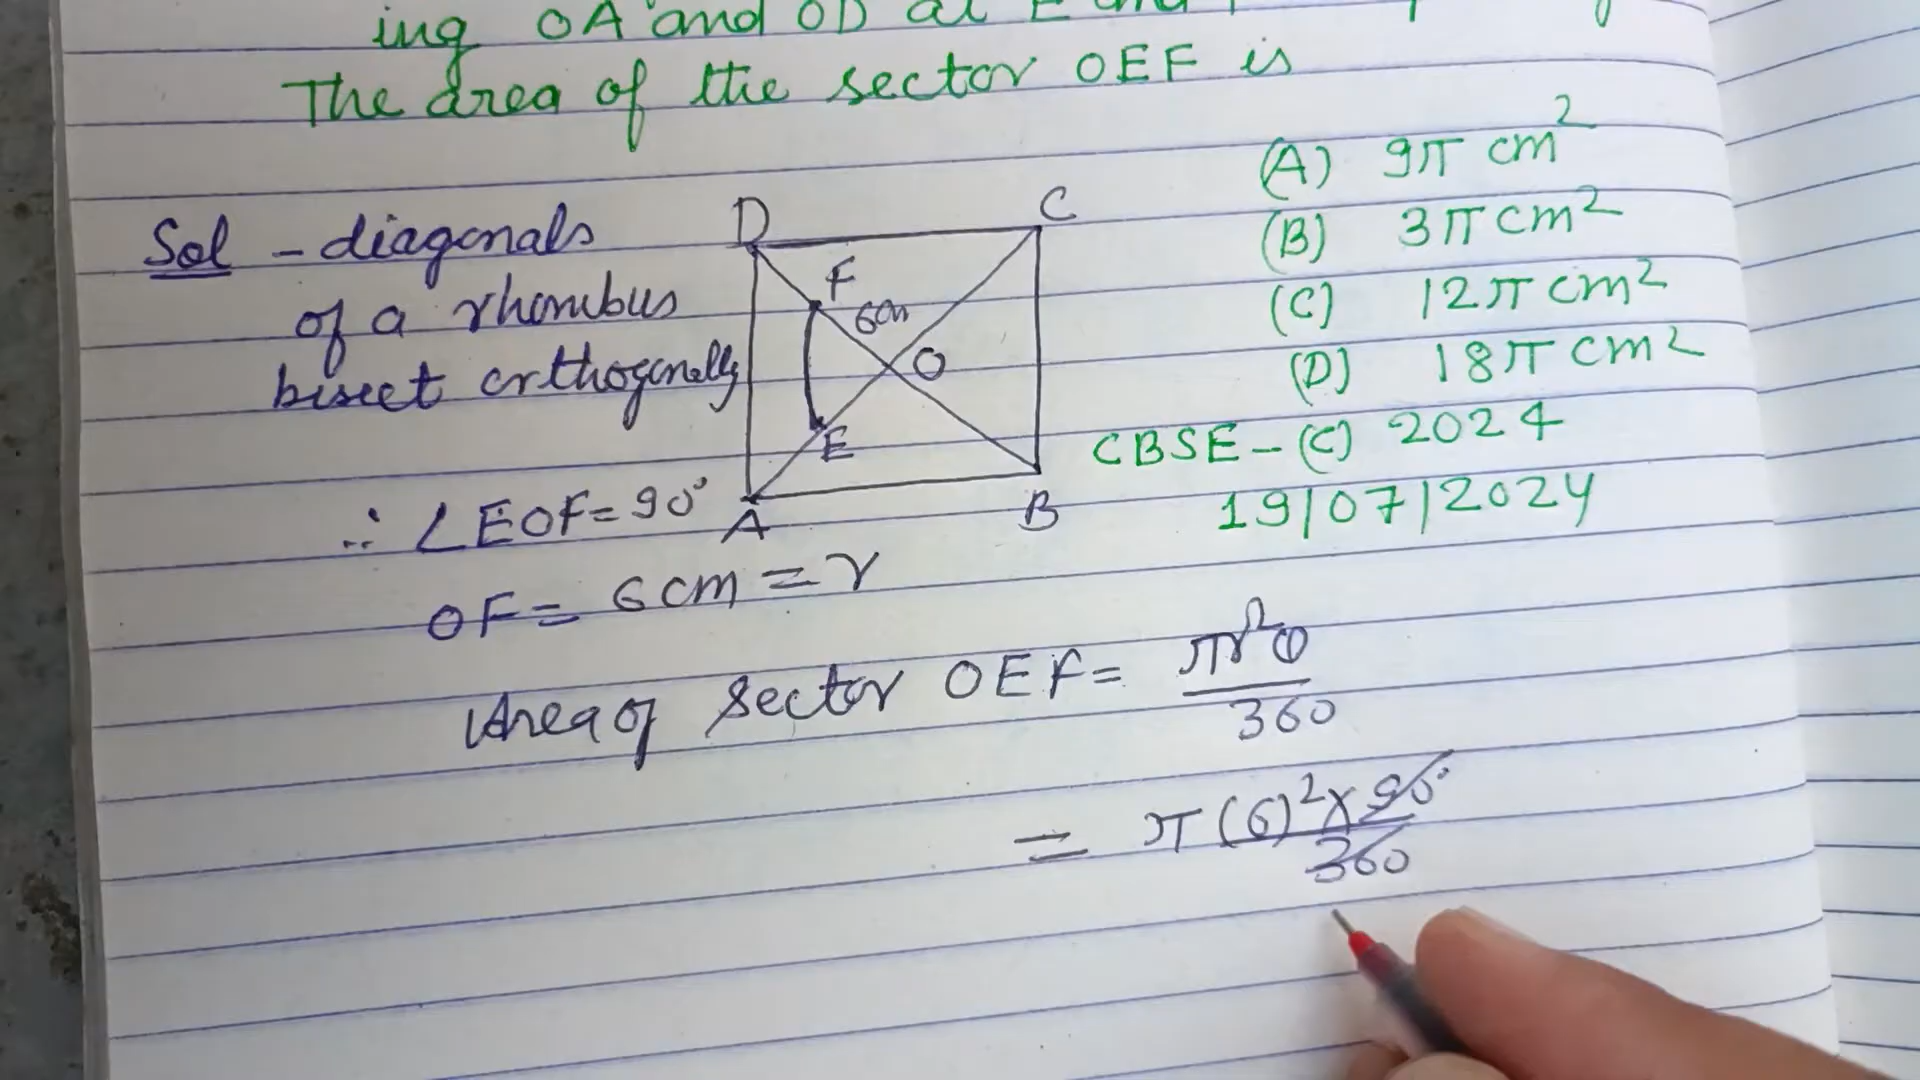 ing OA and OD at E and
The area of the sector OEF is
(A) 9π cm²
(B) 3π cm²
(C) 12π cm²
(D) 18π cm²
CBSE - (C) 2024
19/07/2024
Sol - diagonals
of a rhombus
bisect orthogonally
D
C
F
6cm
O
E
A
B
∴ ∠EOF = 90°
OF = 6 cm = r
Area of sector OEF = πr²θ
360
= π (6)² x 90°
360